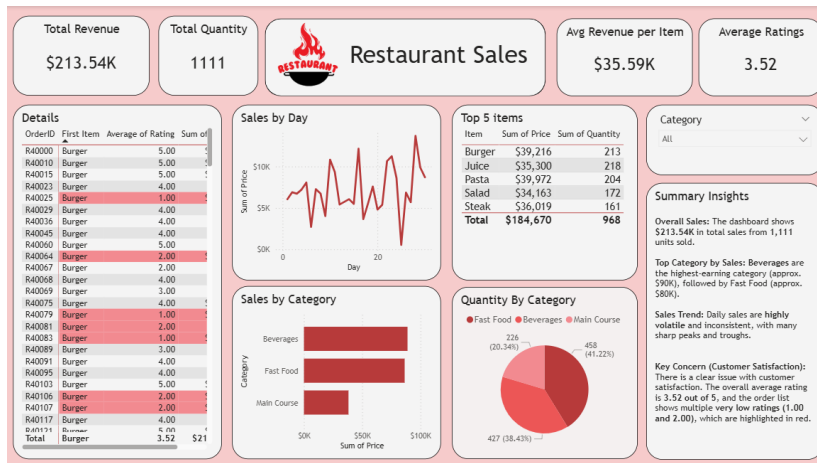 Total Revenue
$213.54K
Total Quantity
1111
RESTAURANT
Restaurant Sales
Avg Revenue per Item
$35.59K
Average Ratings
3.52
Details
OrderID First Item Average of Rating Sum of
R40000 Burger 5.00
R40010 Burger 5.00
R40015 Burger 5.00
R40023 Burger 4.00
R40025 Burger 1.00
R40029 Burger 4.00
R40036 Burger 4.00
R40045 Burger 4.00
R40060 Burger 5.00
R40064 Burger 2.00
R40067 Burger 2.00
R40068 Burger 4.00
R40069 Burger 3.00
R40075 Burger 4.00
R40079 Burger 1.00
R40081 Burger 2.00
R40083 Burger 1.00
R40089 Burger 3.00
R40091 Burger 4.00
R40095 Burger 4.00
R40103 Burger 5.00
R40106 Burger 2.00
R40107 Burger 2.00
R40117 Burger 4.00
R40121 Burger 5.00
Total Burger 3.52 $21
Sales by Day
Sum of Price
$10K
$5K
$0K
0 20
Day
Top 5 items
Item Sum of Price Sum of Quantity
Burger $39,216 213
Juice $35,300 218
Pasta $39,972 204
Salad $34,163 172
Steak $36,019 161
Total $184,670 968
Category
All
Sales by Category
Category
Beverages
Fast Food
Main Course
$0K $50K $100K
Sum of Price
Quantity By Category
Fast Food Beverages Main Course
226
(20.34%)
458
(41.22%)
427 (38.43%)
Summary Insights
Overall Sales: The dashboard shows
$213.54K in total sales from 1,111
units sold.
Top Category by Sales: Beverages are
the highest-earning category (approx.
$90K), followed by Fast Food (approx.
$80K).
Sales Trend: Daily sales are highly
volatile and inconsistent, with many
sharp peaks and troughs.
Key Concern (Customer Satisfaction):
There is a clear issue with customer
satisfaction. The overall average rating
is 3.52 out of 5, and the order list
shows multiple very low ratings (1.00
and 2.00), which are highlighted in red.